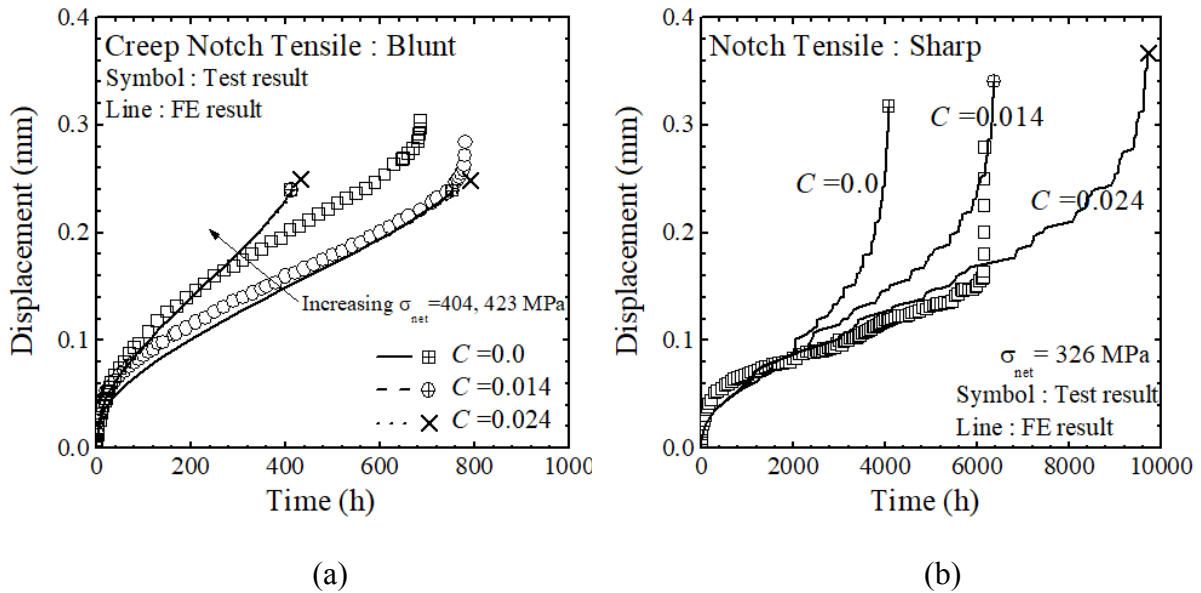 Creep Notch Tensile : Blunt
Symbol : Test result
Line : FE result
Increasing σnet=404, 423 MPa
C =0.0
C =0.014
C =0.024
Displacement (mm)
0.4
0.3
0.2
0.1
0.0
0 200 400 600 800 1000
Time (h)
(a)
Notch Tensile : Sharp
C =0.014
C =0.0
C =0.024
σnet = 326 MPa
Symbol : Test result
Line : FE result
Displacement (mm)
0.4
0.3
0.2
0.1
0.0
0 2000 4000 6000 8000 10000
Time (h)
(b)